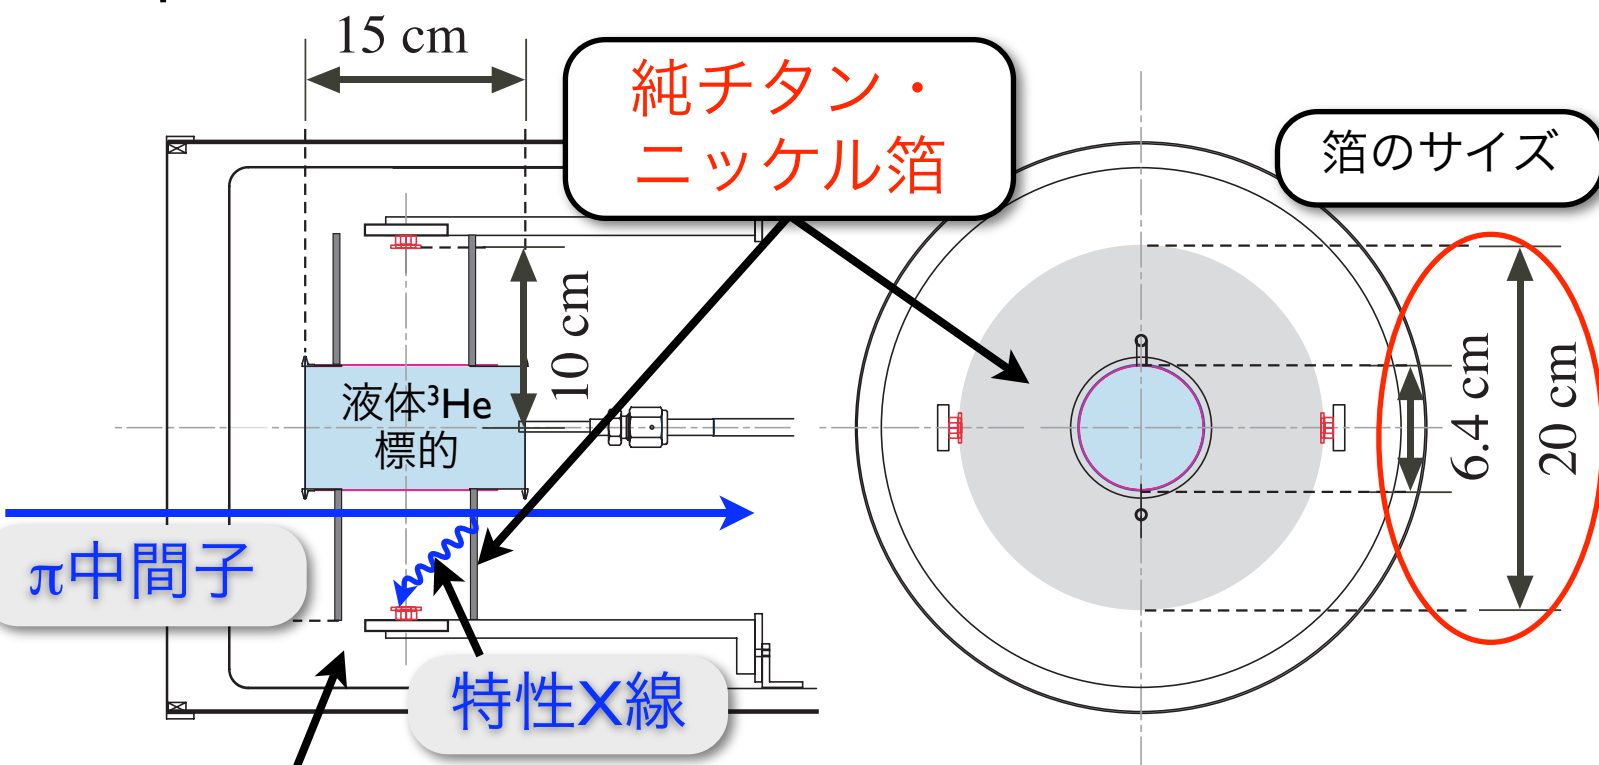 15 cm
純チタン・
ニッケル箔
箔のサイズ
10 cm
液体³He
標的
6.4 cm
20 cm
π中間子
特性X線